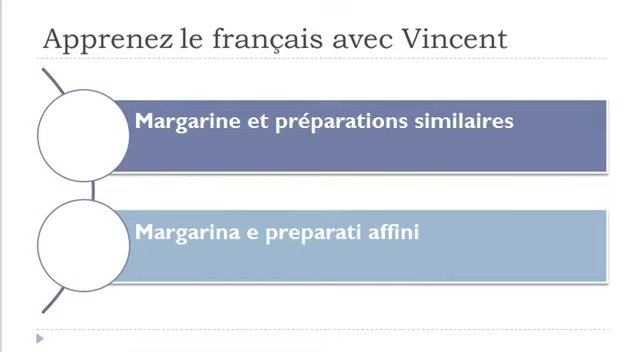 Apprenez le français avec Vincent
Margarine et préparations similaires
Margarina e preparati affini